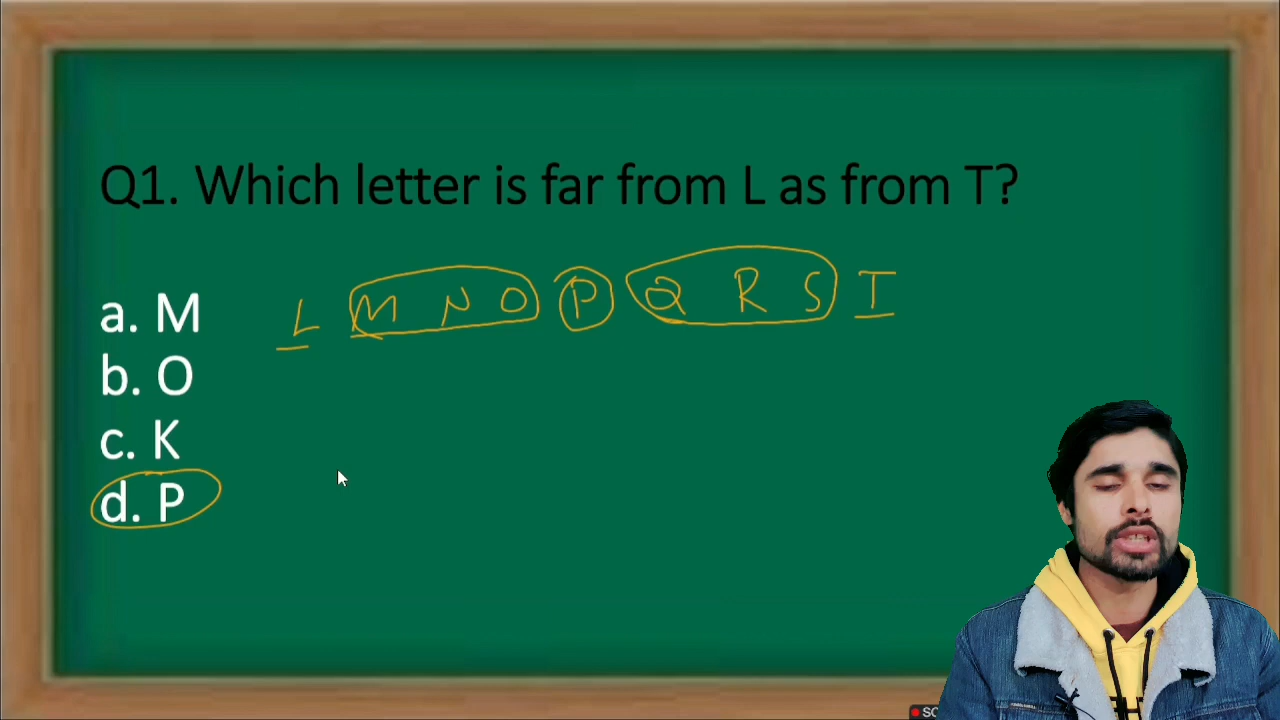 Q1. Which letter is far from L as from T?
L M N O P Q R S T
a. M
b. O
c. K
d. P